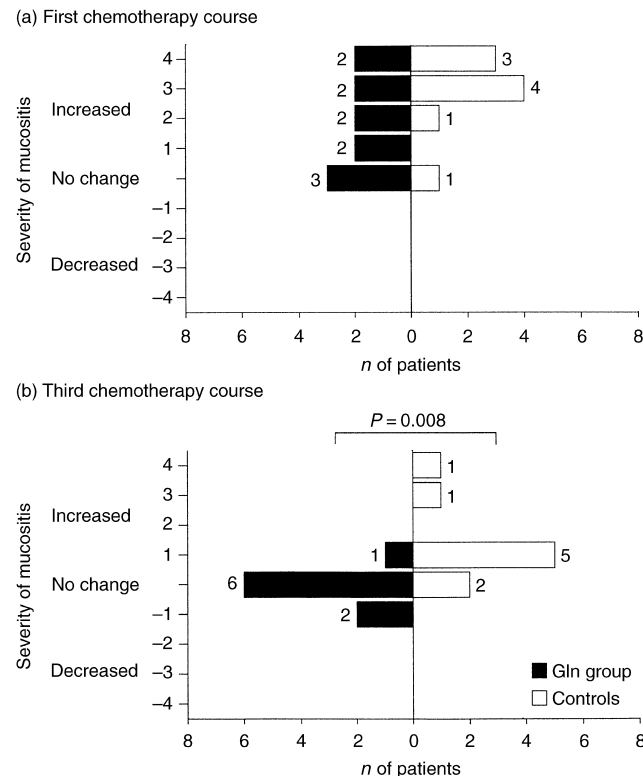 (a) First chemotherapy course
4
2
3
3
2
4
Increased
2
2
1
1
2
No change
3
1
–1
–2
Decreased
–3
–4
Severity of mucositis
8 6 4 2 0 2 4 6 8
n of patients
(b) Third chemotherapy course
P = 0.008
4
1
3
1
Increased
2
1
1
5
No change
6
2
–1
2
–2
Decreased
–3
–4
Severity of mucositis
Gln group
Controls
8 6 4 2 0 2 4 6 8
n of patients